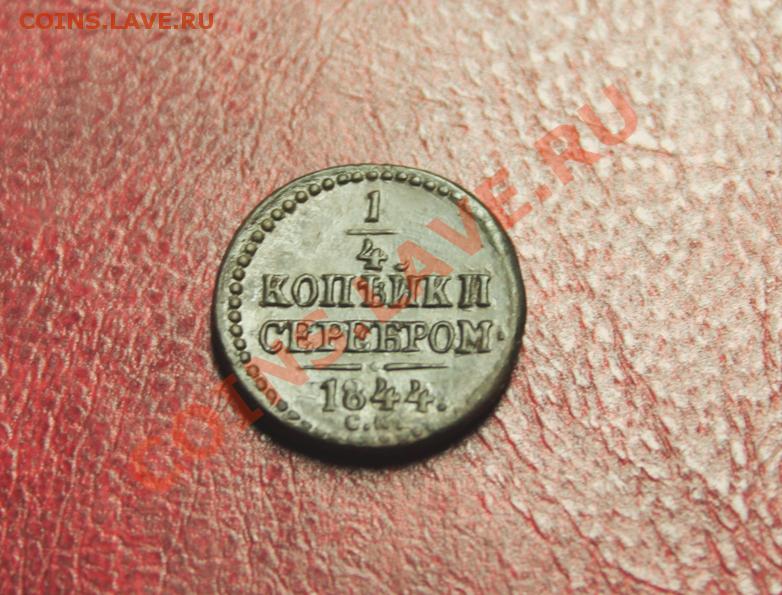 COINS.LAVE.RU
COINS.LAVE.RU
1
4
КОПѢЙКИ
СЕРЕБРОМ.
1844.
С.М.